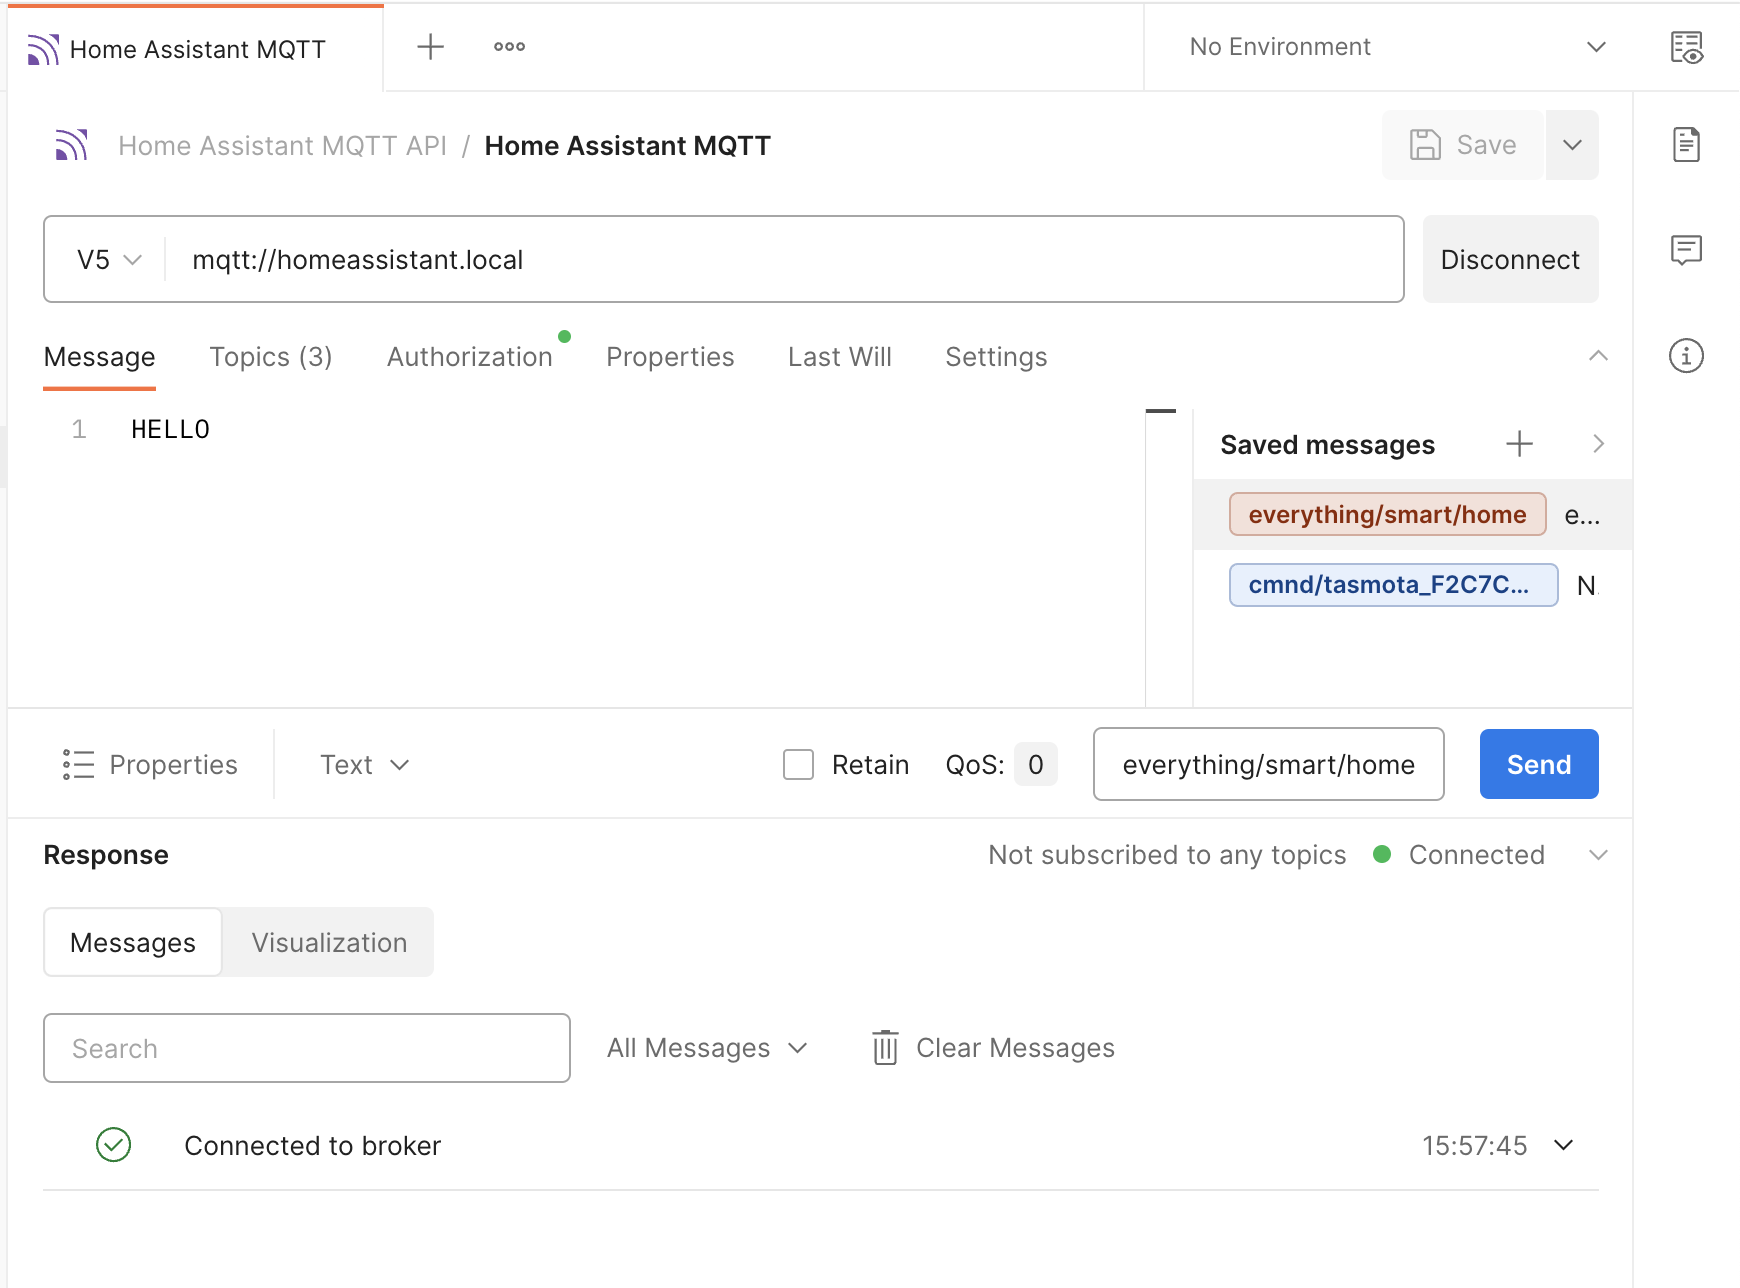 Home Assistant MQTT
No Environment
Home Assistant MQTT API / Home Assistant MQTT
Save
V5
mqtt://homeassistant.local
Disconnect
Message
Topics (3)
Authorization
Properties
Last Will
Settings
1 HELLO
Saved messages
everything/smart/home e...
cmnd/tasmota_F2C7C... N
Properties
Text
Retain
QoS: 0
everything/smart/home
Send
Response
Not subscribed to any topics
Connected
Messages
Visualization
Search
All Messages
Clear Messages
Connected to broker
15:57:45